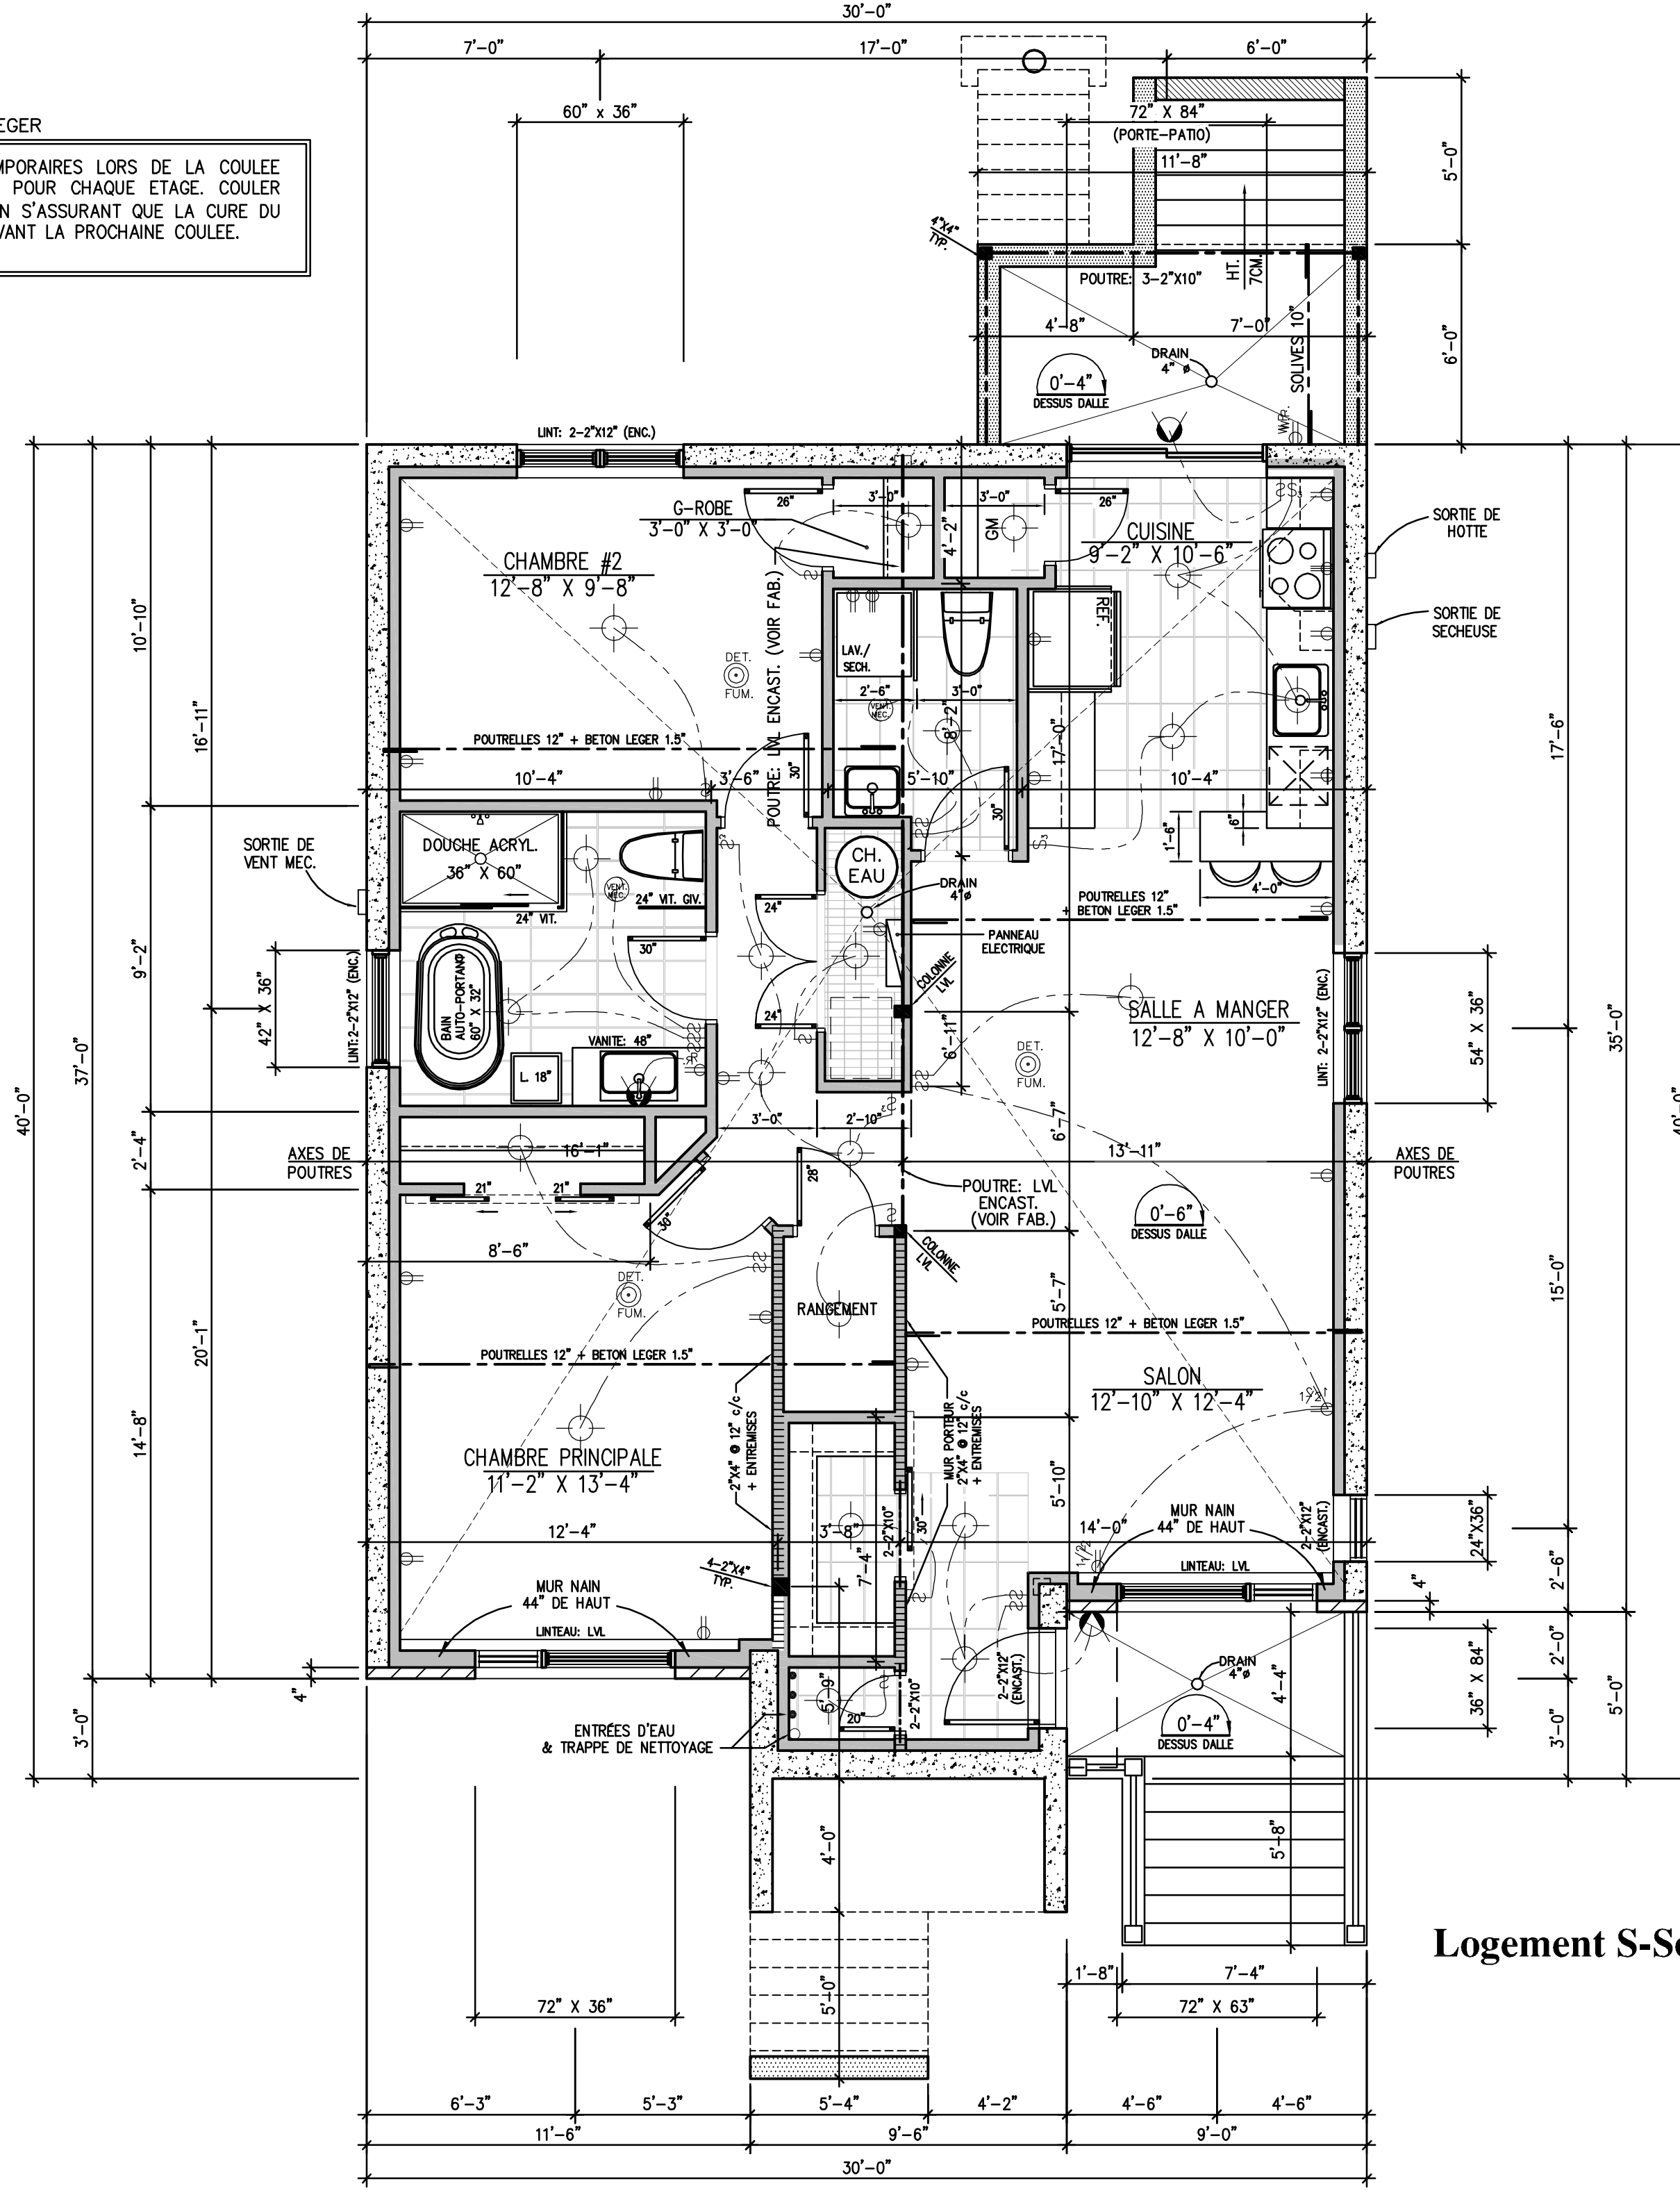 30'-0"
7'-0"
17'-0"
6'-0"
60" x 36"
72" X 84"
(PORTE-PATIO)
11'-8"
5'-0"
EGER
MPORAIRES LORS DE LA COULEE
POUR CHAQUE ETAGE. COULER
N S'ASSURANT QUE LA CURE DU
VANT LA PROCHAINE COULEE.
4"X4"
TYP.
POUTRE: 3-2"X10"
HT.
7CM.
4'-8"
7'-0"
SOLIVES 10"
6'-0"
DRAIN
4" ø
0'-4"
DESSUS DALLE
W.P.
LINT: 2-2"X12" (ENC.)
26"
G-ROBE
3'-0" X 3'-0"
3'-0"
4'-2"
GM
3'-0"
26"
CUISINE
9'-2" X 10'-6"
SORTIE DE
HOTTE
CHAMBRE #2
12'-8" X 9'-8"
SORTIE DE
SECHEUSE
REF.
10'-10"
16'-11"
DET.
FUM.
POUTRE: LVL ENCAST. (VOIR FAB.)
LAV./
SECH.
2'-6"
3'-0"
VENT.
MEC.
8'-2"
17'-0"
17'-6"
POUTRELLES 12" + BETON LEGER 1.5"
10'-4"
3'-6"
30"
5'-10"
10'-4"
30"
6"
1'-6"
4'-0"
SORTIE DE
VENT MEC.
DOUCHE ACRYL.
36" X 60"
VENT.
MEC.
24" VIT. GIV.
24" VIT.
CH.
EAU
DRAIN
4"ø
24"
POUTRELLES 12"
+ BETON LEGER 1.5"
PANNEAU
ELECTRIQUE
COLONNE
LVL
30"
9'-2"
42" X 36"
LINT: 2-2"X12" (ENC.)
BAIN
AUTO-PORTANT
60" X 32"
VANITE: 48"
L. 18"
24"
6'-11"
SALLE A MANGER
12'-8" X 10'-0"
LINT: 2-2"X12" (ENC.)
54" X 36"
35'-0"
DET.
FUM.
40'-0"
37'-0"
40'-0"
2'-4"
3'-0"
2'-10"
6'-7"
AXES DE
POUTRES
16'-1"
13'-11"
AXES DE
POUTRES
21"
21"
28"
30"
POUTRE: LVL
ENCAST.
(VOIR FAB.)
0'-6"
DESSUS DALLE
8'-6"
COLONNE
LVL
DET.
FUM.
RANGEMENT
5'-7"
15'-0"
20'-1"
POUTRELLES 12" + BETON LEGER 1.5"
POUTRELLES 12" + BETON LEGER 1.5"
14'-8"
2"X4" @ 12" c/c
+ ENTREMISES
MUR PORTEUR
2"X4" @ 12" c/c
+ ENTREMISES
SALON
12'-10" X 12'-4"
CHAMBRE PRINCIPALE
11'-2" X 13'-4"
5'-10"
12'-4"
3'-8"
7'-4"
2-2"X10"
30"
14'-0"
MUR NAIN
44" DE HAUT
2-2"X12"
(ENCAST.)
24"X36"
2'-6"
4-2"X4"
TYP.
MUR NAIN
44" DE HAUT
LINTEAU: LVL
LINTEAU: LVL
4"
4"
3'-0"
2'-0"
36" X 84"
5'-0"
3'-0"
DRAIN
4"ø
4'-4"
0'-4"
DESSUS DALLE
2-2"X12"
(ENCAST.)
2-2"X10"
5'-9"
20"
ENTRÉES D'EAU
& TRAPPE DE NETTOYAGE
4'-0"
5'-8"
Logement S-So
5'-0"
1'-8"
7'-4"
72" X 36"
72" X 63"
6'-3"
5'-3"
5'-4"
4'-2"
4'-6"
4'-6"
11'-6"
9'-6"
9'-0"
30'-0"